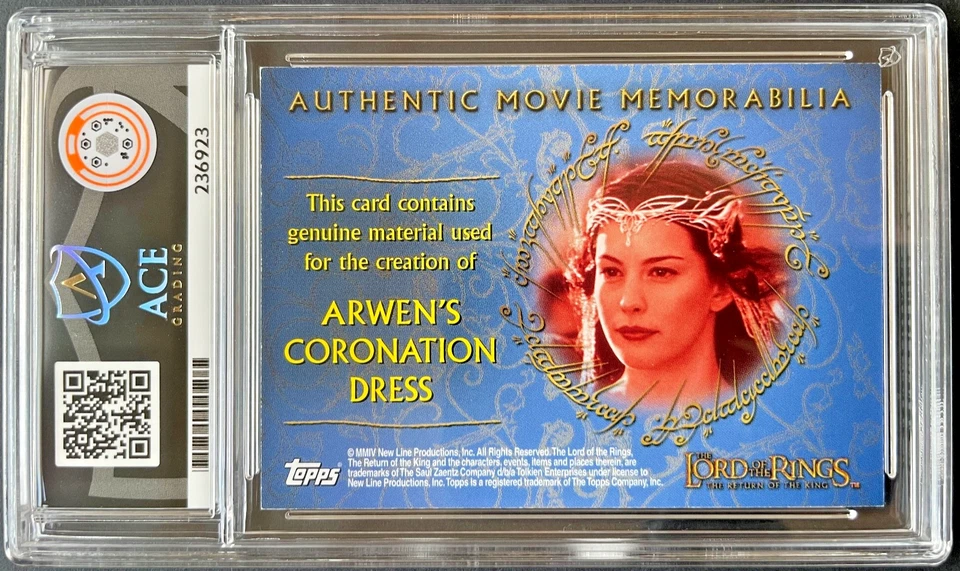 236923
ACE
GRADING
AUTHENTIC MOVIE MEMORABILIA
This card contains
genuine material used
for the creation of
ARWEN'S
CORONATION
DRESS
Topps
© MMIV New Line Productions, Inc. All Rights Reserved. The Lord of the Rings,
The Return of the King and the characters, events, items and places therein, are
trademarks of The Saul Zaentz Company d/b/a Tolkien Enterprises under license to
New Line Productions, Inc. Topps is a registered trademark of The Topps Company, Inc.
THE
LORD OF THE RINGS
THE RETURN OF THE KING
™